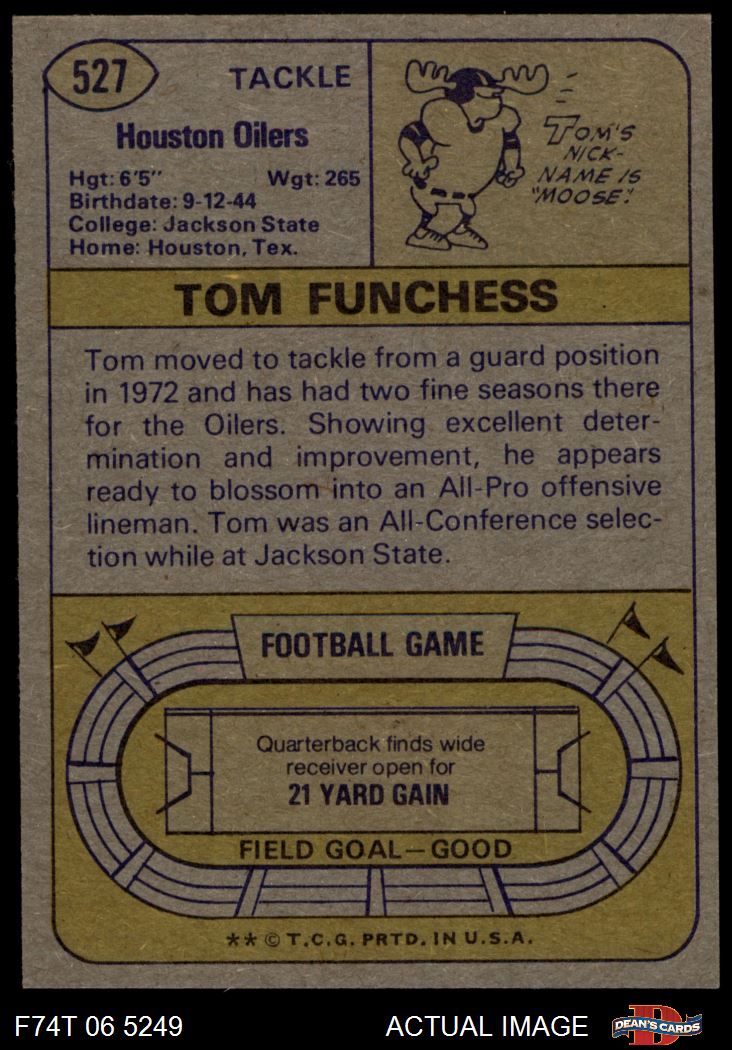 527
TACKLE
Houston Oilers
Hgt: 6'5"    Wgt: 265
Birthdate: 9-12-44
College: Jackson State
Home: Houston, Tex.
TOM'S
NICK-
NAME IS
"MOOSE."
TOM FUNCHESS
Tom moved to tackle from a guard position
in 1972 and has had two fine seasons there
for the Oilers. Showing excellent deter-
mination and improvement, he appears
ready to blossom into an All-Pro offensive
lineman. Tom was an All-Conference selec-
tion while at Jackson State.
FOOTBALL GAME
Quarterback finds wide
receiver open for
21 YARD GAIN
FIELD GOAL—GOOD
** © T.C.G. PRTD. IN U.S.A.
F74T 06 5249    ACTUAL IMAGE    D DEAN'S CARDS